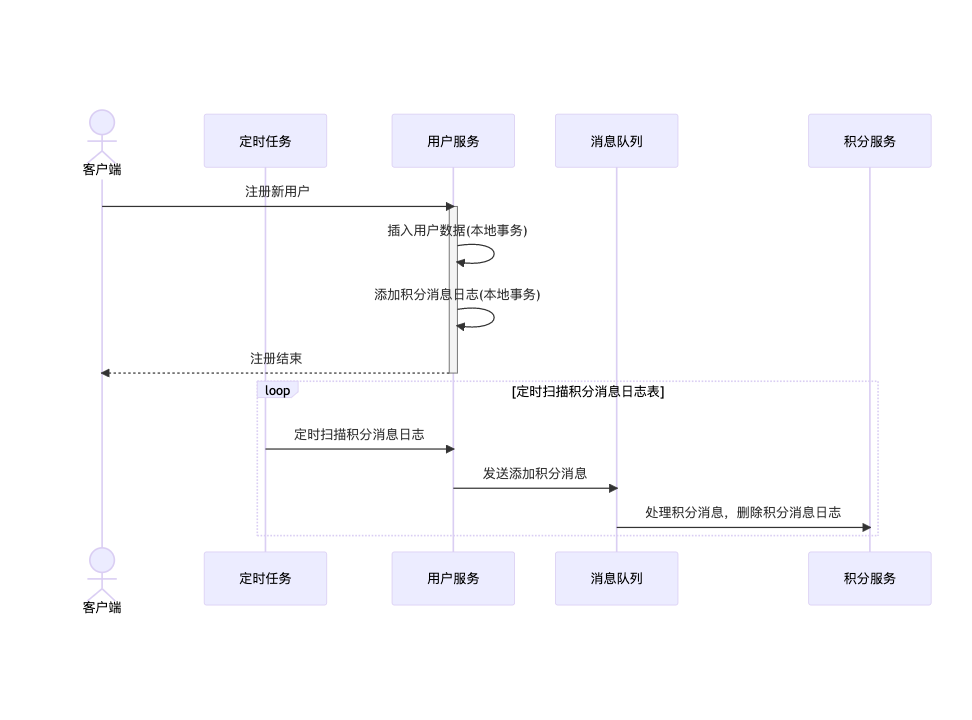 客户端
定时任务
用户服务
消息队列
积分服务
注册新用户
插入用户数据(本地事务)
添加积分消息日志(本地事务)
注册结束
loop
[定时扫描积分消息日志表]
定时扫描积分消息日志
发送添加积分消息
处理积分消息，删除积分消息日志
客户端
定时任务
用户服务
消息队列
积分服务